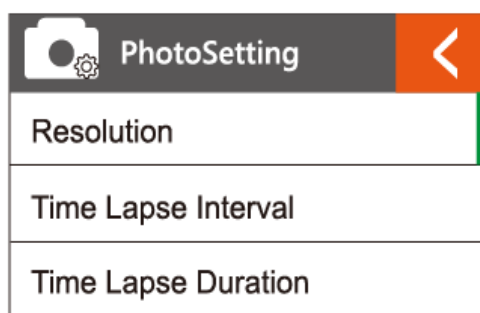 PhotoSetting
Resolution
Time Lapse Interval
Time Lapse Duration